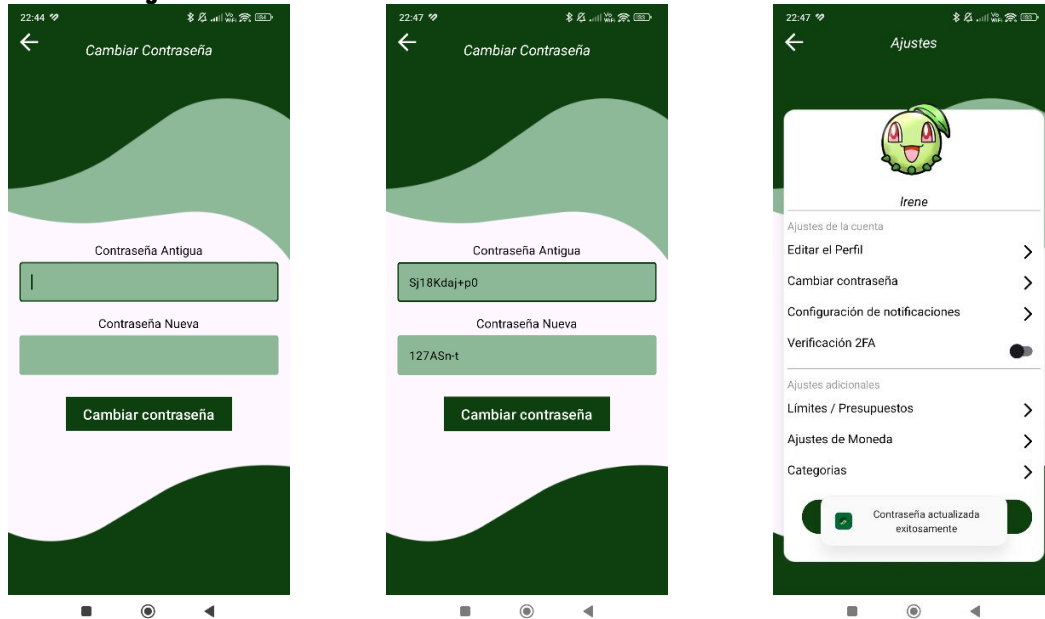 22:44
Cambiar Contraseña
Contraseña Antigua
Contraseña Nueva
Cambiar contraseña
22:47
Cambiar Contraseña
Contraseña Antigua
Sj18Kdaj+p0
Contraseña Nueva
127ASn-t
Cambiar contraseña
22:47
Ajustes
Irene
Ajustes de la cuenta
Editar el Perfil
Cambiar contraseña
Configuración de notificaciones
Verificación 2FA
Ajustes adicionales
Límites / Presupuestos
Ajustes de Moneda
Categorias
Contraseña actualizada
exitosamente